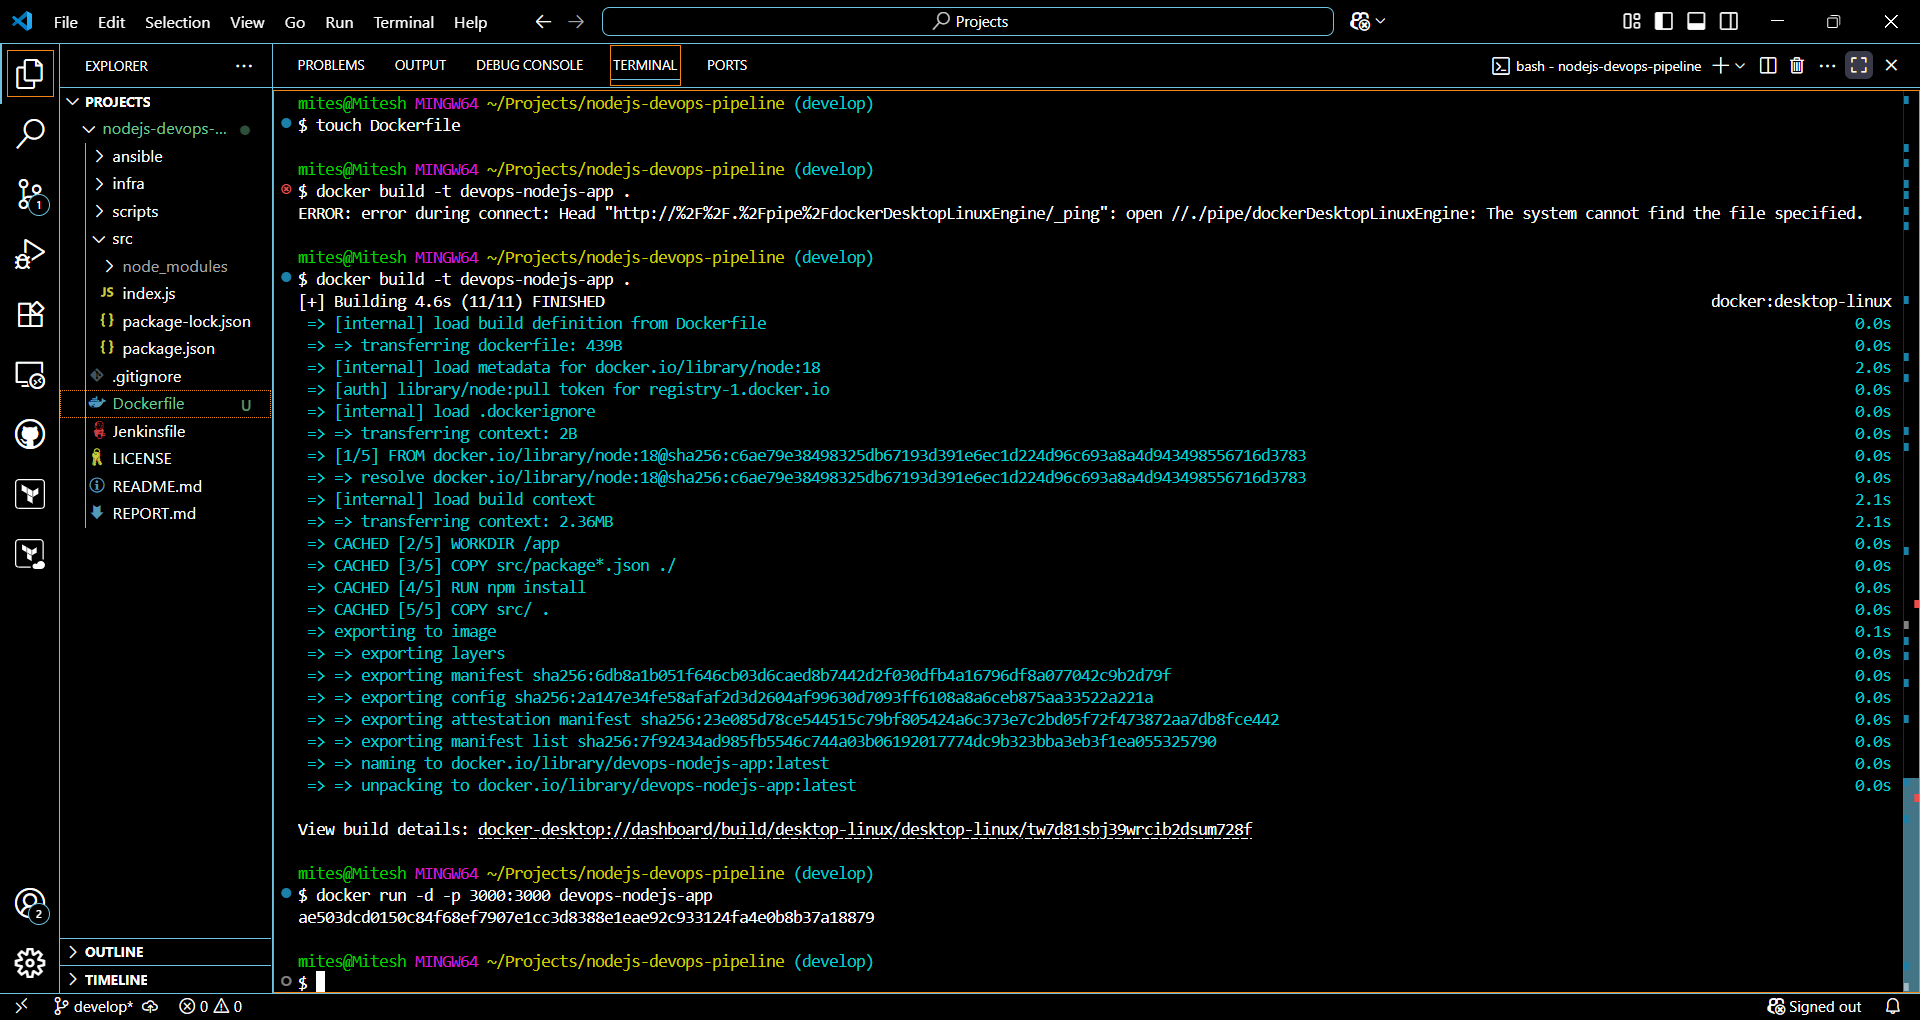 File Edit Selection View Go Run Terminal Help
Projects
EXPLORER
PROJECTS
nodejs-devops-...
ansible
infra
scripts
src
node_modules
JS index.js
{} package-lock.json
{} package.json
.gitignore
Dockerfile U
Jenkinsfile
LICENSE
README.md
REPORT.md
OUTLINE
TIMELINE
1
2
PROBLEMS OUTPUT DEBUG CONSOLE TERMINAL PORTS
bash - nodejs-devops-pipeline
mites@Mitesh MINGW64 ~/Projects/nodejs-devops-pipeline (develop)
$ touch Dockerfile
mites@Mitesh MINGW64 ~/Projects/nodejs-devops-pipeline (develop)
$ docker build -t devops-nodejs-app .
ERROR: error during connect: Head "http://%2F%2F.%2Fpipe%2FdockerDesktopLinuxEngine/_ping": open //./pipe/dockerDesktopLinuxEngine: The system cannot find the file specified.
mites@Mitesh MINGW64 ~/Projects/nodejs-devops-pipeline (develop)
$ docker build -t devops-nodejs-app .
[+] Building 4.6s (11/11) FINISHED docker:desktop-linux
=> [internal] load build definition from Dockerfile 0.0s
=> => transferring dockerfile: 439B 0.0s
=> [internal] load metadata for docker.io/library/node:18 2.0s
=> [auth] library/node:pull token for registry-1.docker.io 0.0s
=> [internal] load .dockerignore 0.0s
=> => transferring context: 2B 0.0s
=> [1/5] FROM docker.io/library/node:18@sha256:c6ae79e38498325db67193d391e6ec1d224d96c693a8a4d943498556716d3783 0.0s
=> => resolve docker.io/library/node:18@sha256:c6ae79e38498325db67193d391e6ec1d224d96c693a8a4d943498556716d3783 0.0s
=> [internal] load build context 2.1s
=> => transferring context: 2.36MB 2.1s
=> CACHED [2/5] WORKDIR /app 0.0s
=> CACHED [3/5] COPY src/package*.json ./ 0.0s
=> CACHED [4/5] RUN npm install 0.0s
=> CACHED [5/5] COPY src/ . 0.0s
=> exporting to image 0.1s
=> => exporting layers 0.0s
=> => exporting manifest sha256:6db8a1b051f646cb03d6caed8b7442d2f030dfb4a16796df8a077042c9b2d79f 0.0s
=> => exporting config sha256:2a147e34fe58afaf2d3d2604af99630d7093ff6108a8a6ceb875aa33522a221a 0.0s
=> => exporting attestation manifest sha256:23e085d78ce544515c79bf805424a6c373e7c2bd05f72f473872aa7db8fce442 0.0s
=> => exporting manifest list sha256:7f92434ad985fb5546c744a03b06192017774dc9b323bba3eb3f1ea055325790 0.0s
=> => naming to docker.io/library/devops-nodejs-app:latest 0.0s
=> => unpacking to docker.io/library/devops-nodejs-app:latest 0.0s
View build details: docker-desktop://dashboard/build/desktop-linux/desktop-linux/tw7d81sbj39wrcib2dsum728f
mites@Mitesh MINGW64 ~/Projects/nodejs-devops-pipeline (develop)
$ docker run -d -p 3000:3000 devops-nodejs-app
ae503dcd0150c84f68ef7907e1cc3d8388e1eae92c933124fa4e0b8b37a18879
mites@Mitesh MINGW64 ~/Projects/nodejs-devops-pipeline (develop)
$
develop* 0 0 Signed out